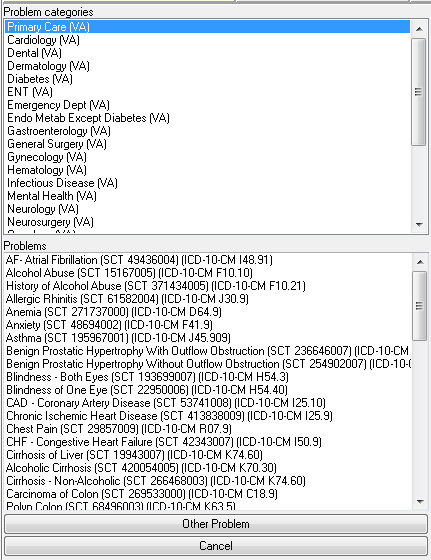 Problem categories
Primary Care (VA)
Cardiology (VA)
Dental (VA)
Dermatology (VA)
Diabetes (VA)
ENT (VA)
Emergency Dept (VA)
Endo Metab Except Diabetes (VA)
Gastroenterology (VA)
General Surgery (VA)
Gynecology (VA)
Hematology (VA)
Infectious Disease (VA)
Mental Health (VA)
Neurology (VA)
Neurosurgery (VA)
Problems
AF- Atrial Fibrillation (SCT 49436004) (ICD-10-CM I48.91)
Alcohol Abuse (SCT 15167005) (ICD-10-CM F10.10)
History of Alcohol Abuse (SCT 371434005) (ICD-10-CM F10.21)
Allergic Rhinitis (SCT 61582004) (ICD-10-CM J30.9)
Anemia (SCT 271737000) (ICD-10-CM D64.9)
Anxiety (SCT 48694002) (ICD-10-CM F41.9)
Asthma (SCT 195967001) (ICD-10-CM J45.909)
Benign Prostatic Hypertrophy With Outflow Obstruction (SCT 236646007) (ICD-10-CM
Benign Prostatic Hypertrophy Without Outflow Obstruction (SCT 254902007) (ICD-10-C
Blindness - Both Eyes (SCT 193699007) (ICD-10-CM H54.3)
Blindness of One Eye (SCT 22950006) (ICD-10-CM H54.40)
CAD - Coronary Artery Disease (SCT 53741008) (ICD-10-CM I25.10)
Chronic Ischemic Heart Disease (SCT 413838009) (ICD-10-CM I25.9)
Chest Pain (SCT 29857009) (ICD-10-CM R07.9)
CHF - Congestive Heart Failure (SCT 42343007) (ICD-10-CM I50.9)
Cirrhosis of Liver (SCT 19943007) (ICD-10-CM K74.60)
Alcoholic Cirrhosis (SCT 420054005) (ICD-10-CM K70.30)
Cirrhosis - Non-Alcoholic (SCT 266468003) (ICD-10-CM K74.60)
Carcinoma of Colon (SCT 269533000) (ICD-10-CM C18.9)
Polyp Colon (SCT 68496003) (ICD-10-CM K63.5)
Other Problem
Cancel